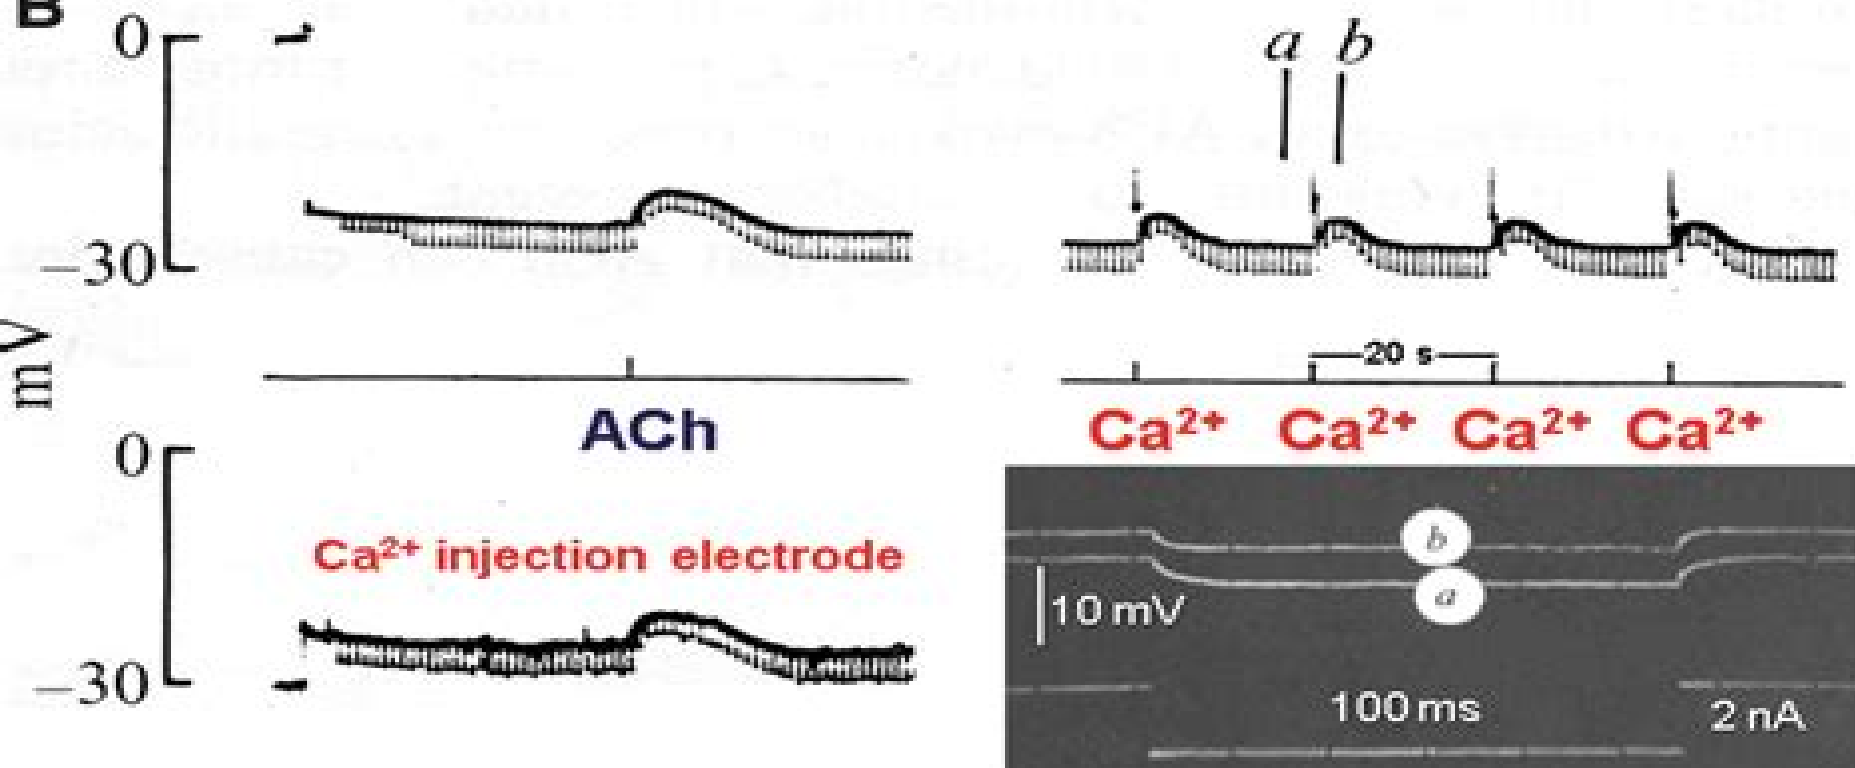 B
0
−30
mV
ACh
0
Ca²⁺ injection electrode
−30
a b
20 s
Ca²⁺ Ca²⁺ Ca²⁺ Ca²⁺
b
a
10 mV
100 ms
2 nA